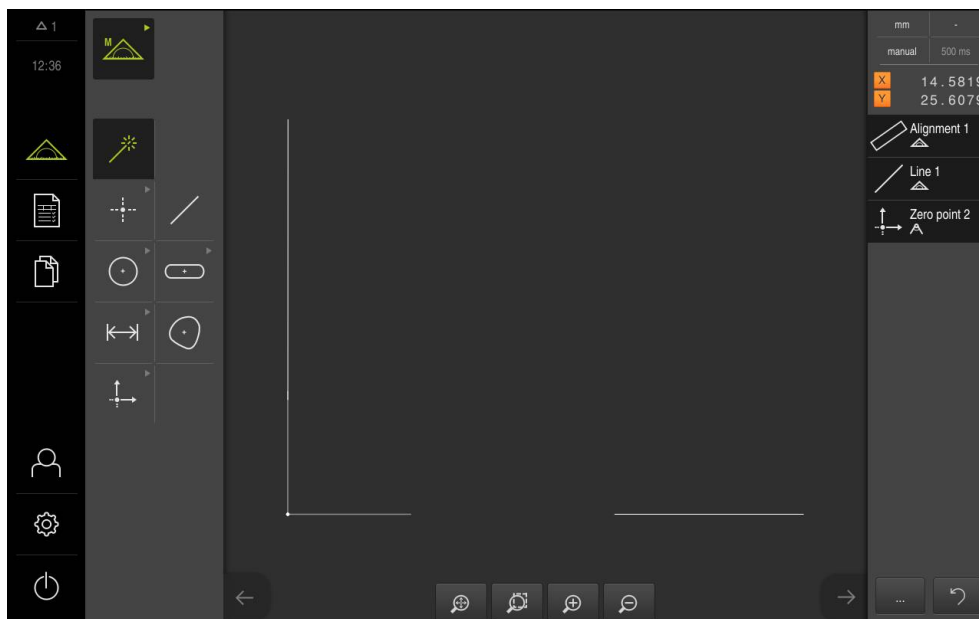 1
12:36
M
mm
-
manual
500 ms
X
14.5819
Y
25.6079
Alignment 1
Line 1
Zero point 2
...